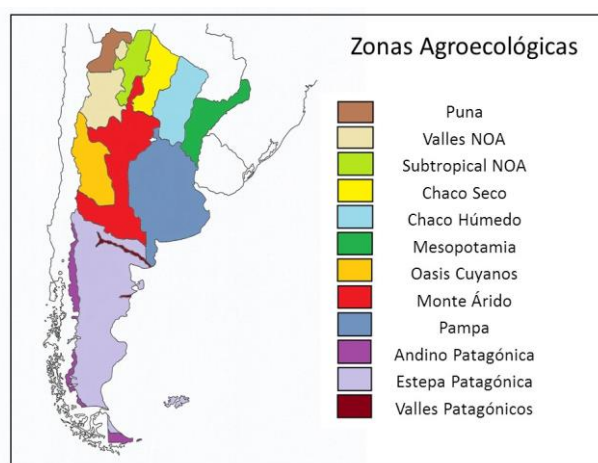 Zonas Agroecológicas
Puna
Valles NOA
Subtropical NOA
Chaco Seco
Chaco Húmedo
Mesopotamia
Oasis Cuyanos
Monte Árido
Pampa
Andino Patagónica
Estepa Patagónica
Valles Patagónicos